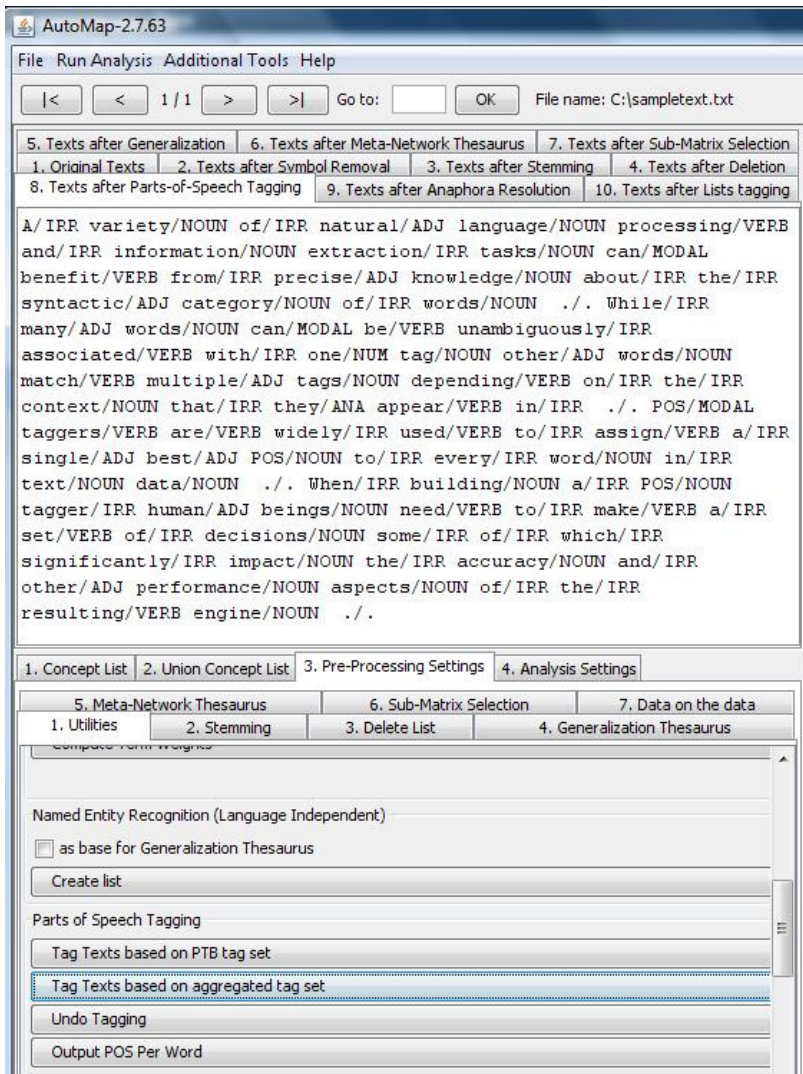 AutoMap-2.7.63
File Run Analysis Additional Tools Help
|< < 1 / 1 > >| Go to: OK File name: C:\sampletext.txt
5. Texts after Generalization 6. Texts after Meta-Network Thesaurus 7. Texts after Sub-Matrix Selection
1. Original Texts 2. Texts after Symbol Removal 3. Texts after Stemming 4. Texts after Deletion
8. Texts after Parts-of-Speech Tagging 9. Texts after Anaphora Resolution 10. Texts after Lists tagging
A/IRR variety/NOUN of/IRR natural/ADJ language/NOUN processing/VERB
and/IRR information/NOUN extraction/IRR tasks/NOUN can/MODAL
benefit/VERB from/IRR precise/ADJ knowledge/NOUN about/IRR the/IRR
syntactic/ADJ category/NOUN of/IRR words/NOUN ./. While/IRR
many/ADJ words/NOUN can/MODAL be/VERB unambiguously/IRR
associated/VERB with/IRR one/NUM tag/NOUN other/ADJ words/NOUN
match/VERB multiple/ADJ tags/NOUN depending/VERB on/IRR the/IRR
context/NOUN that/IRR they/ANA appear/VERB in/IRR ./. POS/MODAL
taggers/VERB are/VERB widely/IRR used/VERB to/IRR assign/VERB a/IRR
single/ADJ best/ADJ POS/NOUN to/IRR every/IRR word/NOUN in/IRR
text/NOUN data/NOUN ./. When/IRR building/NOUN a/IRR POS/NOUN
tagger/IRR human/ADJ beings/NOUN need/VERB to/IRR make/VERB a/IRR
set/VERB of/IRR decisions/NOUN some/IRR of/IRR which/IRR
significantly/IRR impact/NOUN the/IRR accuracy/NOUN and/IRR
other/ADJ performance/NOUN aspects/NOUN of/IRR the/IRR
resulting/VERB engine/NOUN ./.
1. Concept List 2. Union Concept List 3. Pre-Processing Settings 4. Analysis Settings
5. Meta-Network Thesaurus 6. Sub-Matrix Selection 7. Data on the data
1. Utilities 2. Stemming 3. Delete List 4. Generalization Thesaurus
Compute Term Weights
Named Entity Recognition (Language Independent)
as base for Generalization Thesaurus
Create list
Parts of Speech Tagging
Tag Texts based on PTB tag set
Tag Texts based on aggregated tag set
Undo Tagging
Output POS Per Word